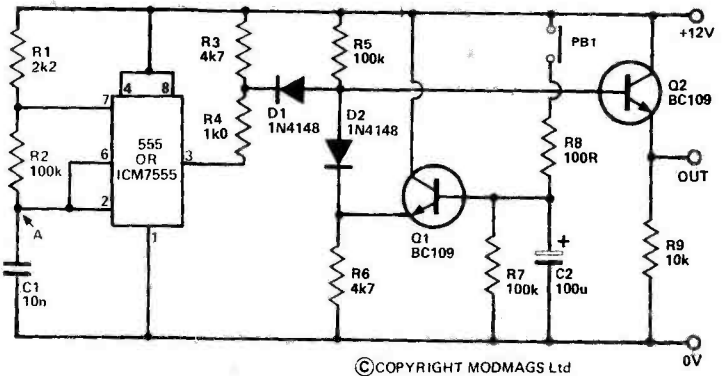 R1
2k2
R2
100k
A
C1
10n
4
8
7
6
2
3
1
555
OR
ICM7555
R3
4k7
R4
1k0
D1
1N4148
R5
100k
D2
1N4148
R6
4k7
Q1
BC109
R7
100k
PB1
R8
100R
+
C2
100u
Q2
BC109
R9
10k
+12V
OUT
0V
©COPYRIGHT MODMAGS Ltd